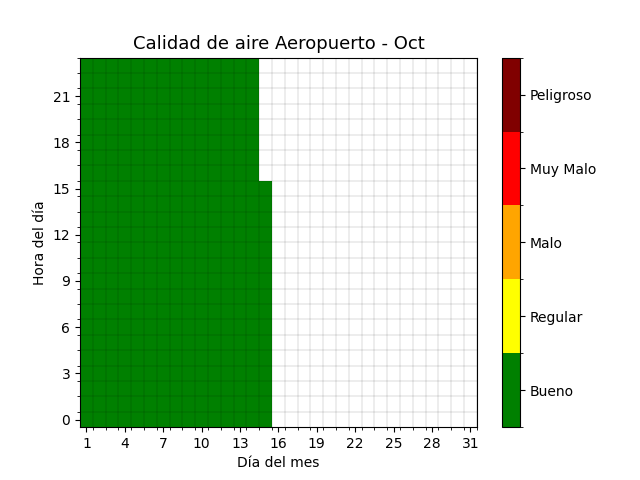 Calidad de aire Aeropuerto - Oct
Hora del día
21
18
15
12
9
6
3
0
1 4 7 10 13 16 19 22 25 28 31
Día del mes
Peligroso
Muy Malo
Malo
Regular
Bueno